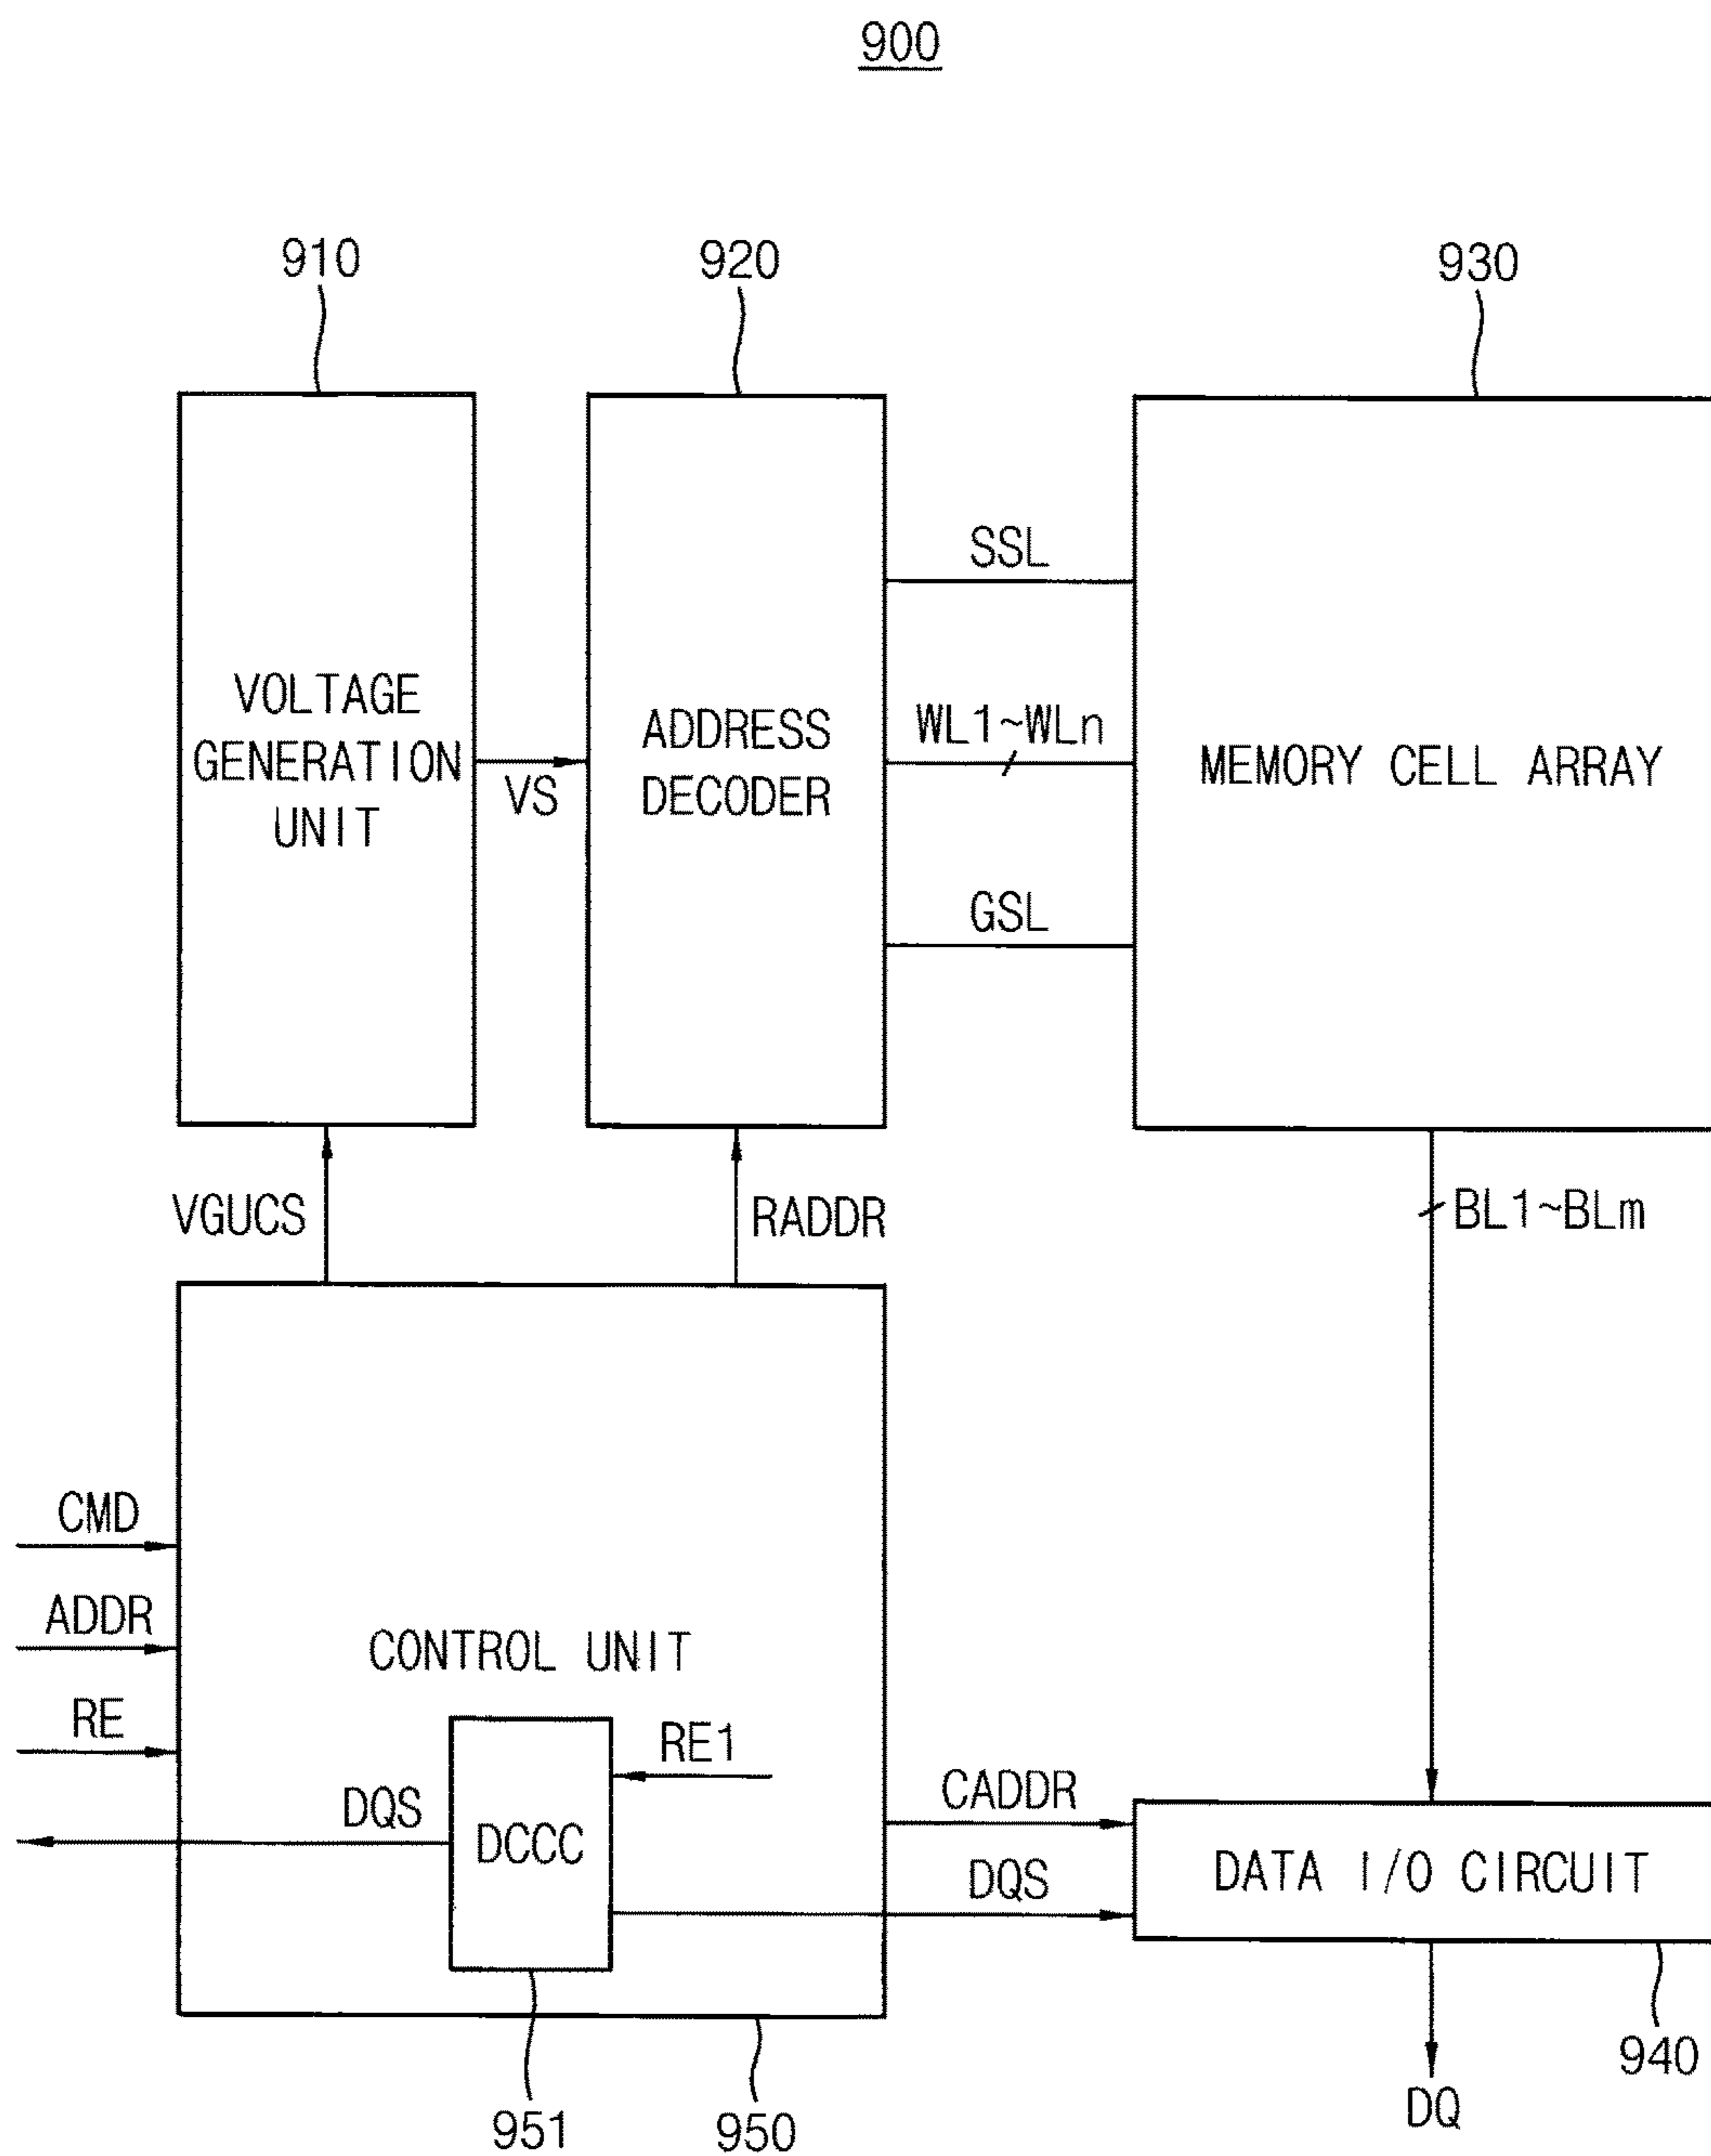 900
910
920
930
VOLTAGE
GENERATION
UNIT
VS
ADDRESS
DECODER
SSL
WL1~WLn
GSL
MEMORY CELL ARRAY
VGUCS
RADDR
BL1~BLm
CMD
ADDR
RE
CONTROL UNIT
RE1
DQS
DCCC
CADDR
DQS
DATA I/O CIRCUIT
951
950
940
DQ